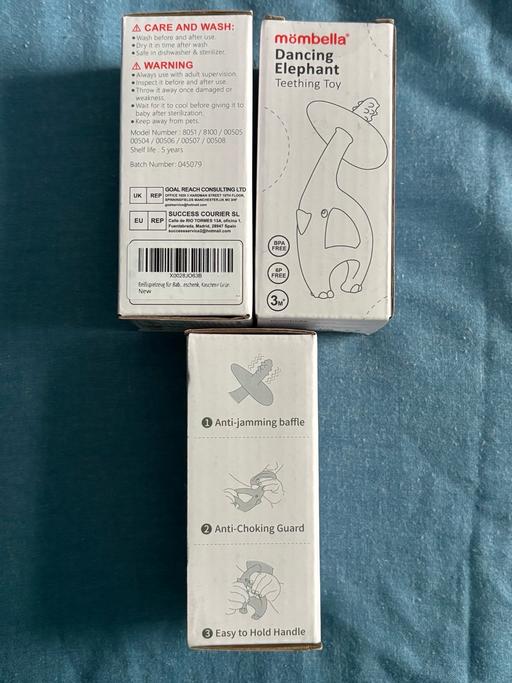 ⚠ CARE AND WASH:
● Wash before and after use.
● Dry it in time after wash.
● Safe in dishwasher & sterilizer.
⚠ WARNING
● Always use with adult supervision.
● Inspect it before and after use.
● Throw it away once damaged or
weakness.
● Wait for it to cool before giving it to
baby after sterilization.
● Keep away from pets.
Model Number : 8051 / 8100 / 00505
00504 / 00506 / 00507 / 00508
Shelf life : 5 years
Batch Number: 045079
UK REP
GOAL REACH CONSULTING LTD
EU REP
SUCCESS COURIER SL
Calle de RIO TORMES 13A, oficina 1,
Fuenlabrada, Madrid, 28947 Spain
successservice2@hotmail.com
New
mömbella®
Dancing
Elephant
Teething Toy
BPA
FREE
6P
FREE
3M+
1 Anti-jamming baffle
2 Anti-Choking Guard
3 Easy to Hold Handle